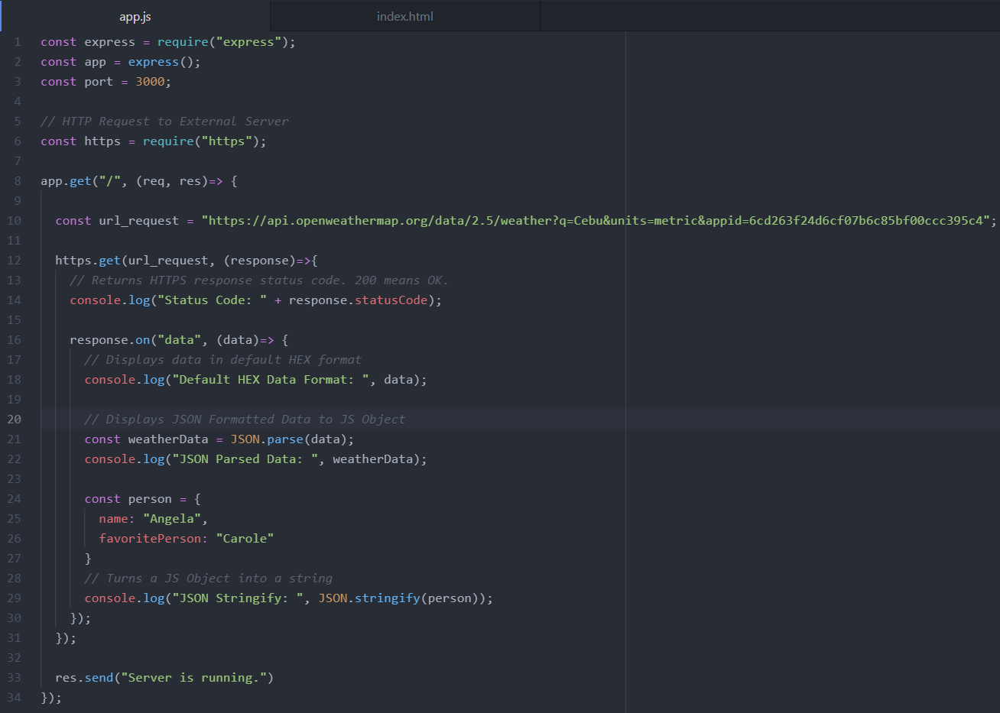 app.js
index.html
1 const express = require("express");
2 const app = express();
3 const port = 3000;
4
5 // HTTP Request to External Server
6 const https = require("https");
7
8 app.get("/", (req, res)=> {
9
10 const url_request = "https://api.openweathermap.org/data/2.5/weather?q=Cebu&units=metric&appid=6cd263f24d6cf07b6c85bf00ccc395c4";
11
12 https.get(url_request, (response)=>{
13 // Returns HTTPS response status code. 200 means OK.
14 console.log("Status Code: " + response.statusCode);
15
16 response.on("data", (data)=> {
17 // Displays data in default HEX format
18 console.log("Default HEX Data Format: ", data);
19
20 // Displays JSON Formatted Data to JS Object
21 const weatherData = JSON.parse(data);
22 console.log("JSON Parsed Data: ", weatherData);
23
24 const person = {
25 name: "Angela",
26 favoritePerson: "Carole"
27 }
28 // Turns a JS Object into a string
29 console.log("JSON Stringify: ", JSON.stringify(person));
30 });
31 });
32
33 res.send("Server is running.")
34 });